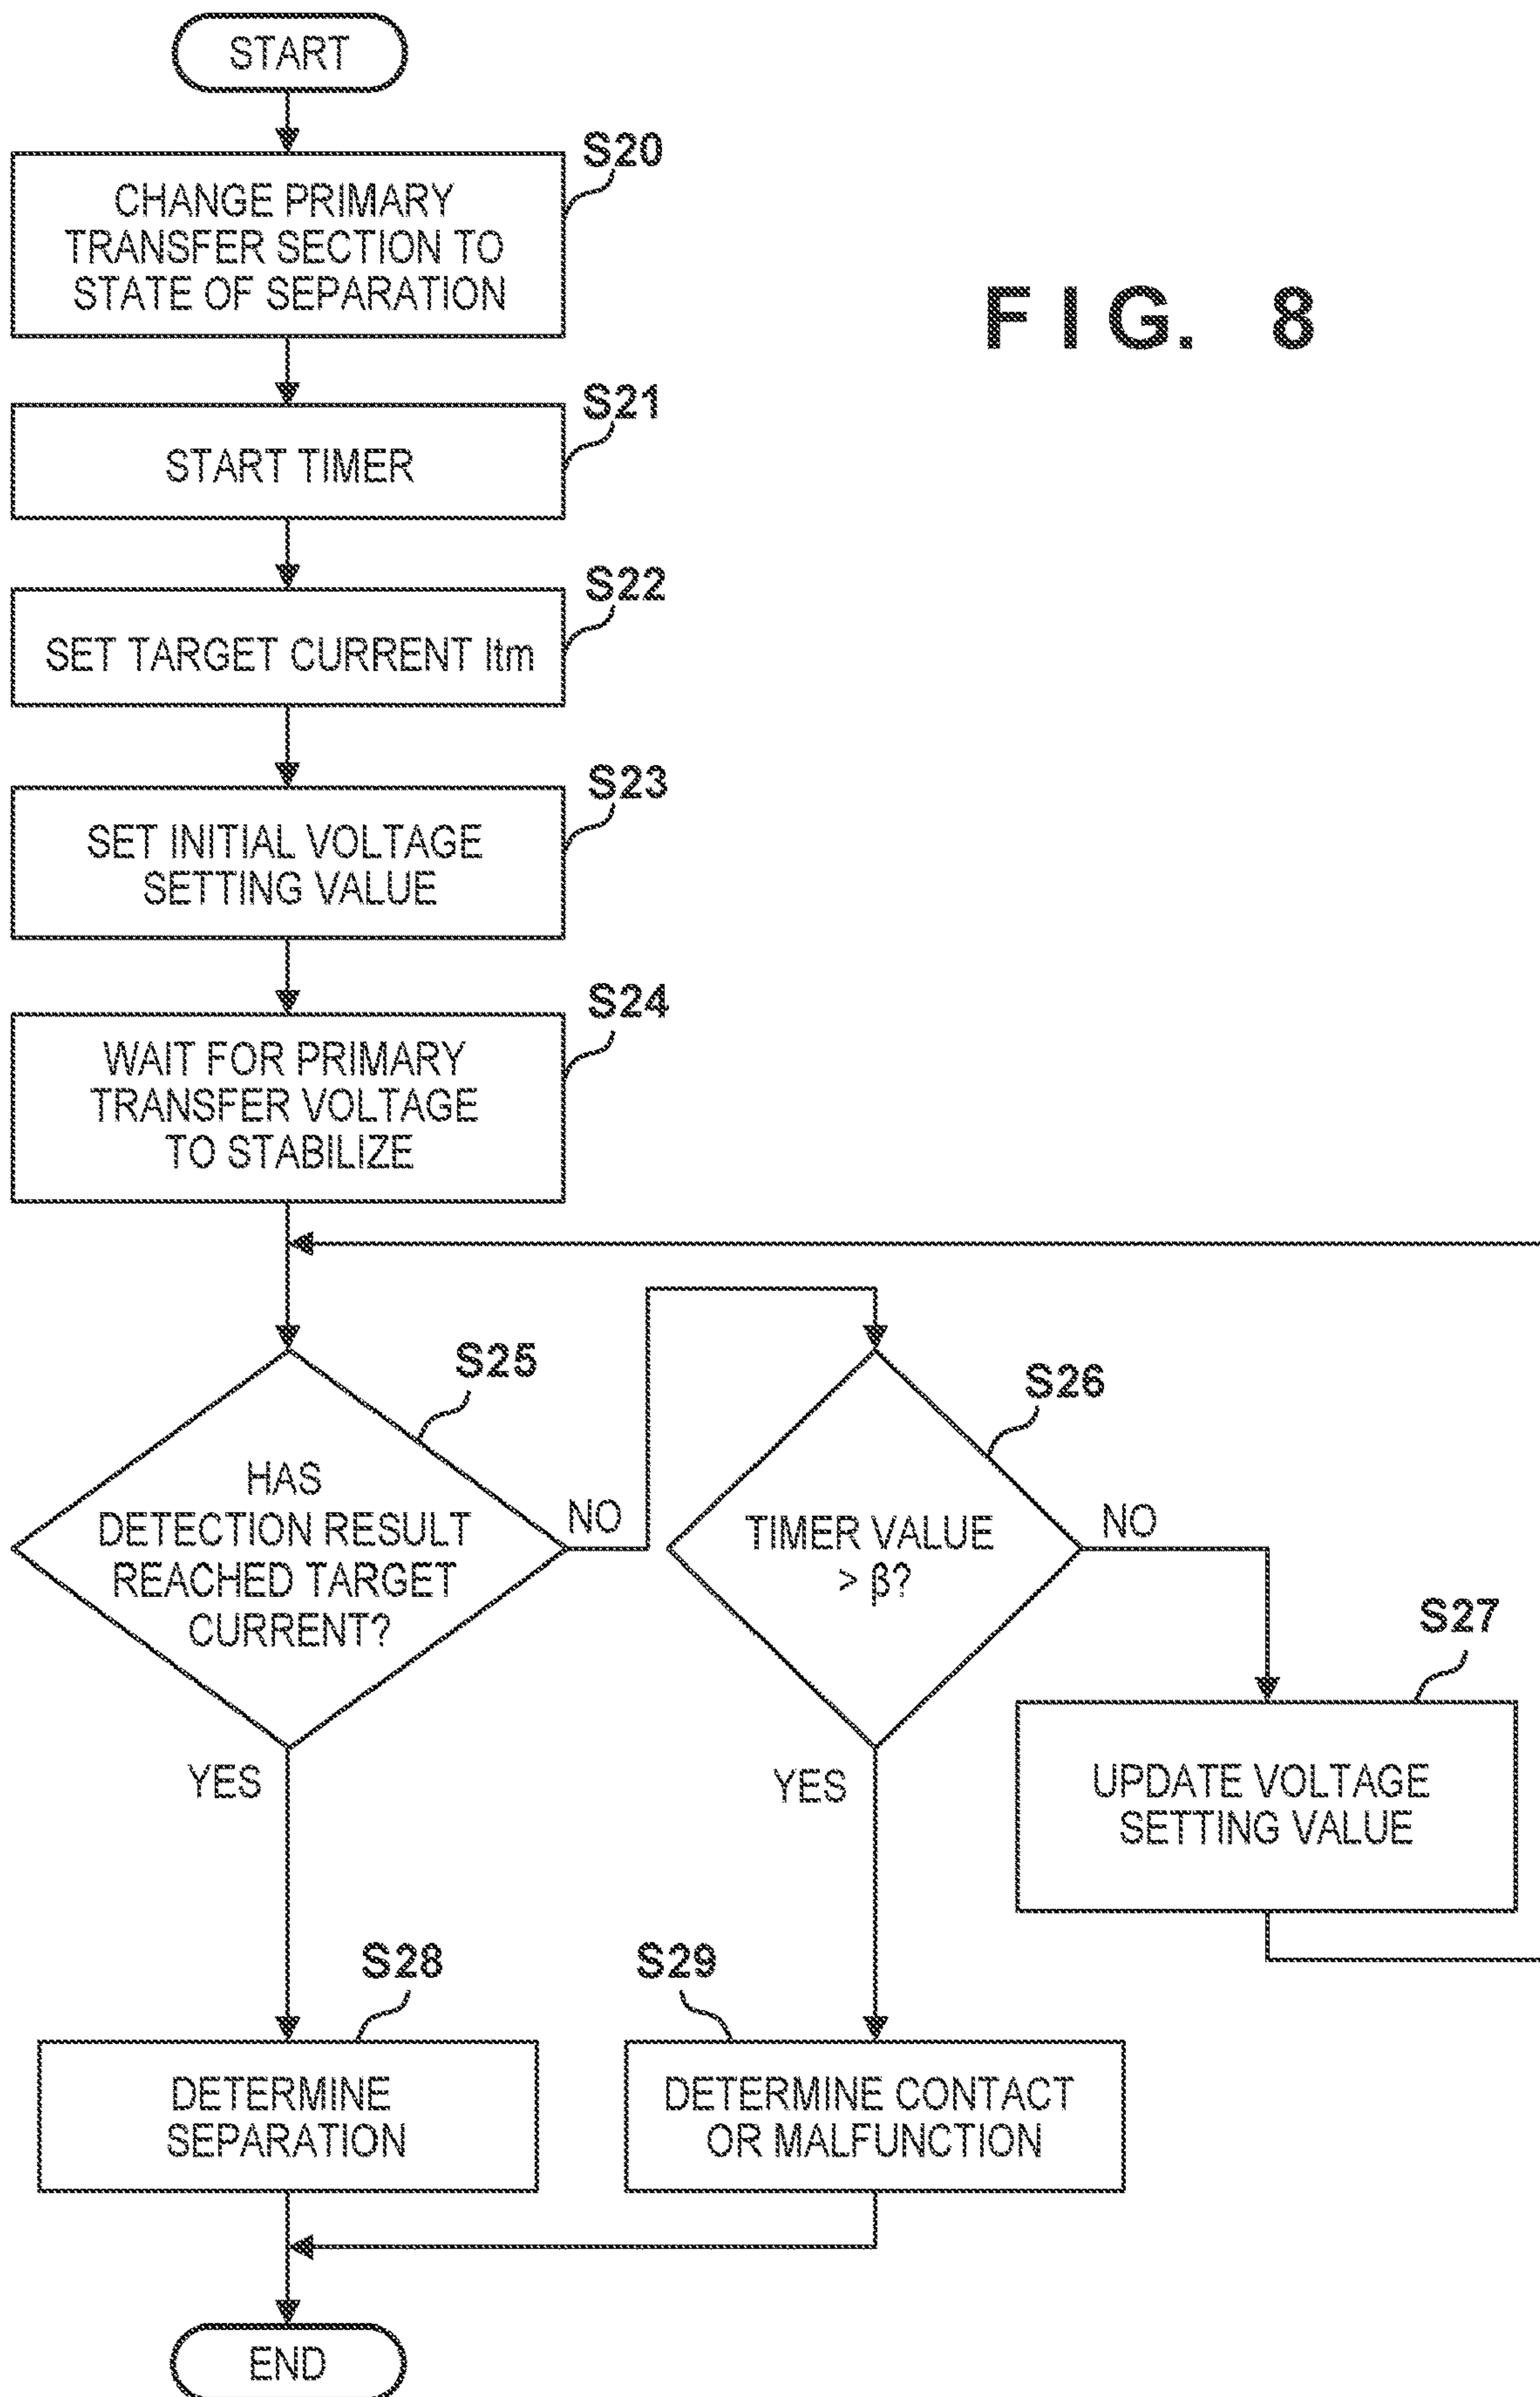 START
S20
CHANGE PRIMARY
TRANSFER SECTION TO
STATE OF SEPARATION
FIG. 8
S21
START TIMER
S22
SET TARGET CURRENT Itm
S23
SET INITIAL VOLTAGE
SETTING VALUE
S24
WAIT FOR PRIMARY
TRANSFER VOLTAGE
TO STABILIZE
S25
HAS
DETECTION RESULT
REACHED TARGET
CURRENT?
NO
YES
S26
TIMER VALUE
> β?
NO
YES
S27
UPDATE VOLTAGE
SETTING VALUE
S28
DETERMINE
SEPARATION
S29
DETERMINE CONTACT
OR MALFUNCTION
END